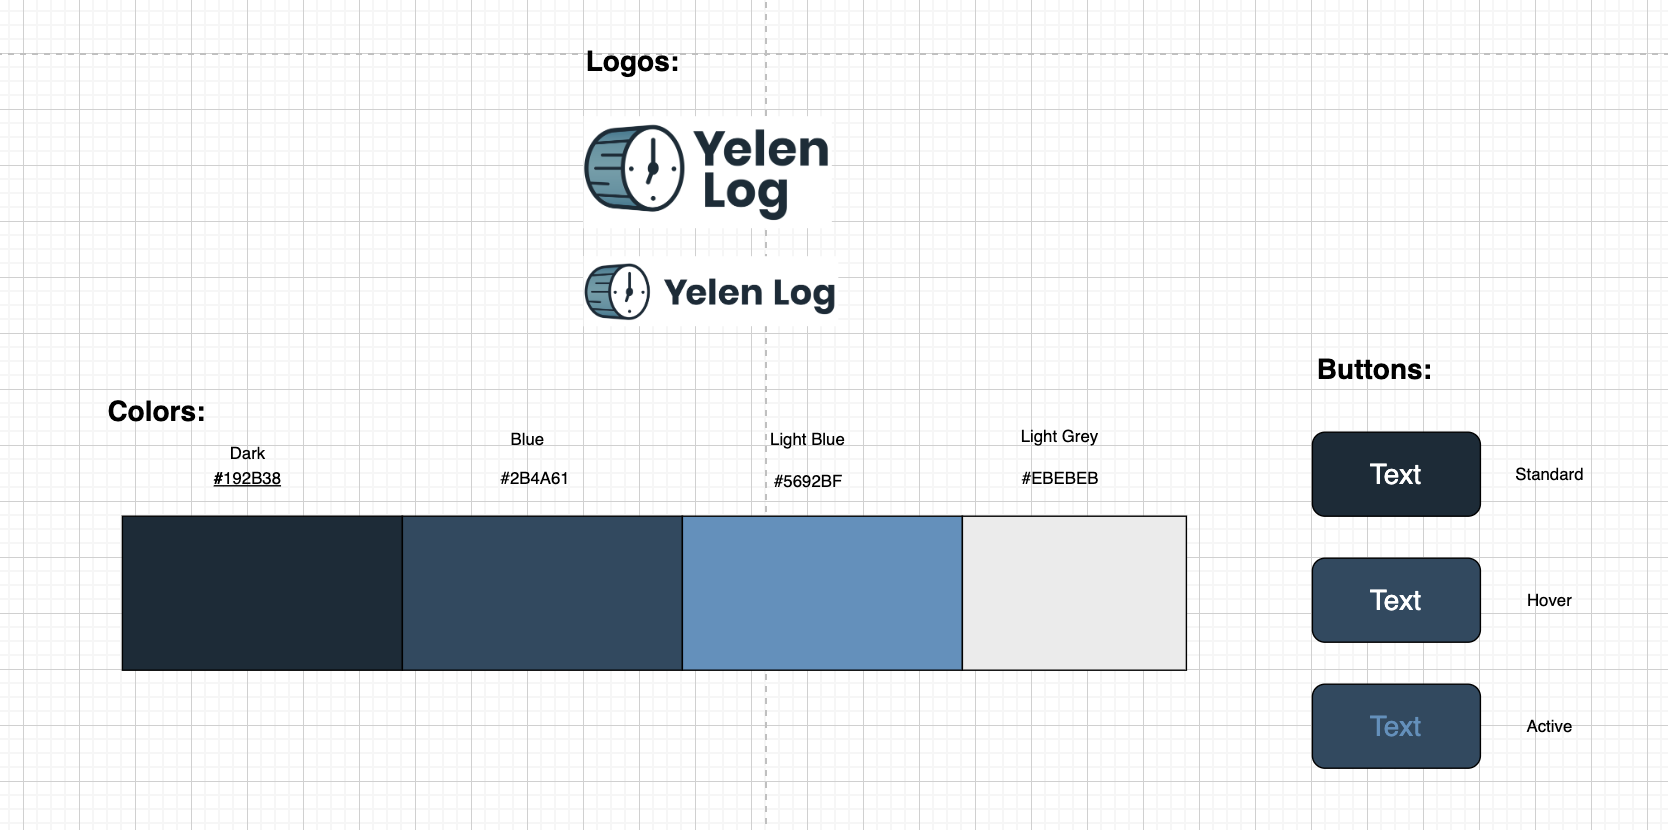 Logos:
Yelen
Log
Yelen Log
Colors:
Dark
#192B38
Blue
#2B4A61
Light Blue
#5692BF
Light Grey
#EBEBEB
Buttons:
Text
Standard
Text
Hover
Text
Active